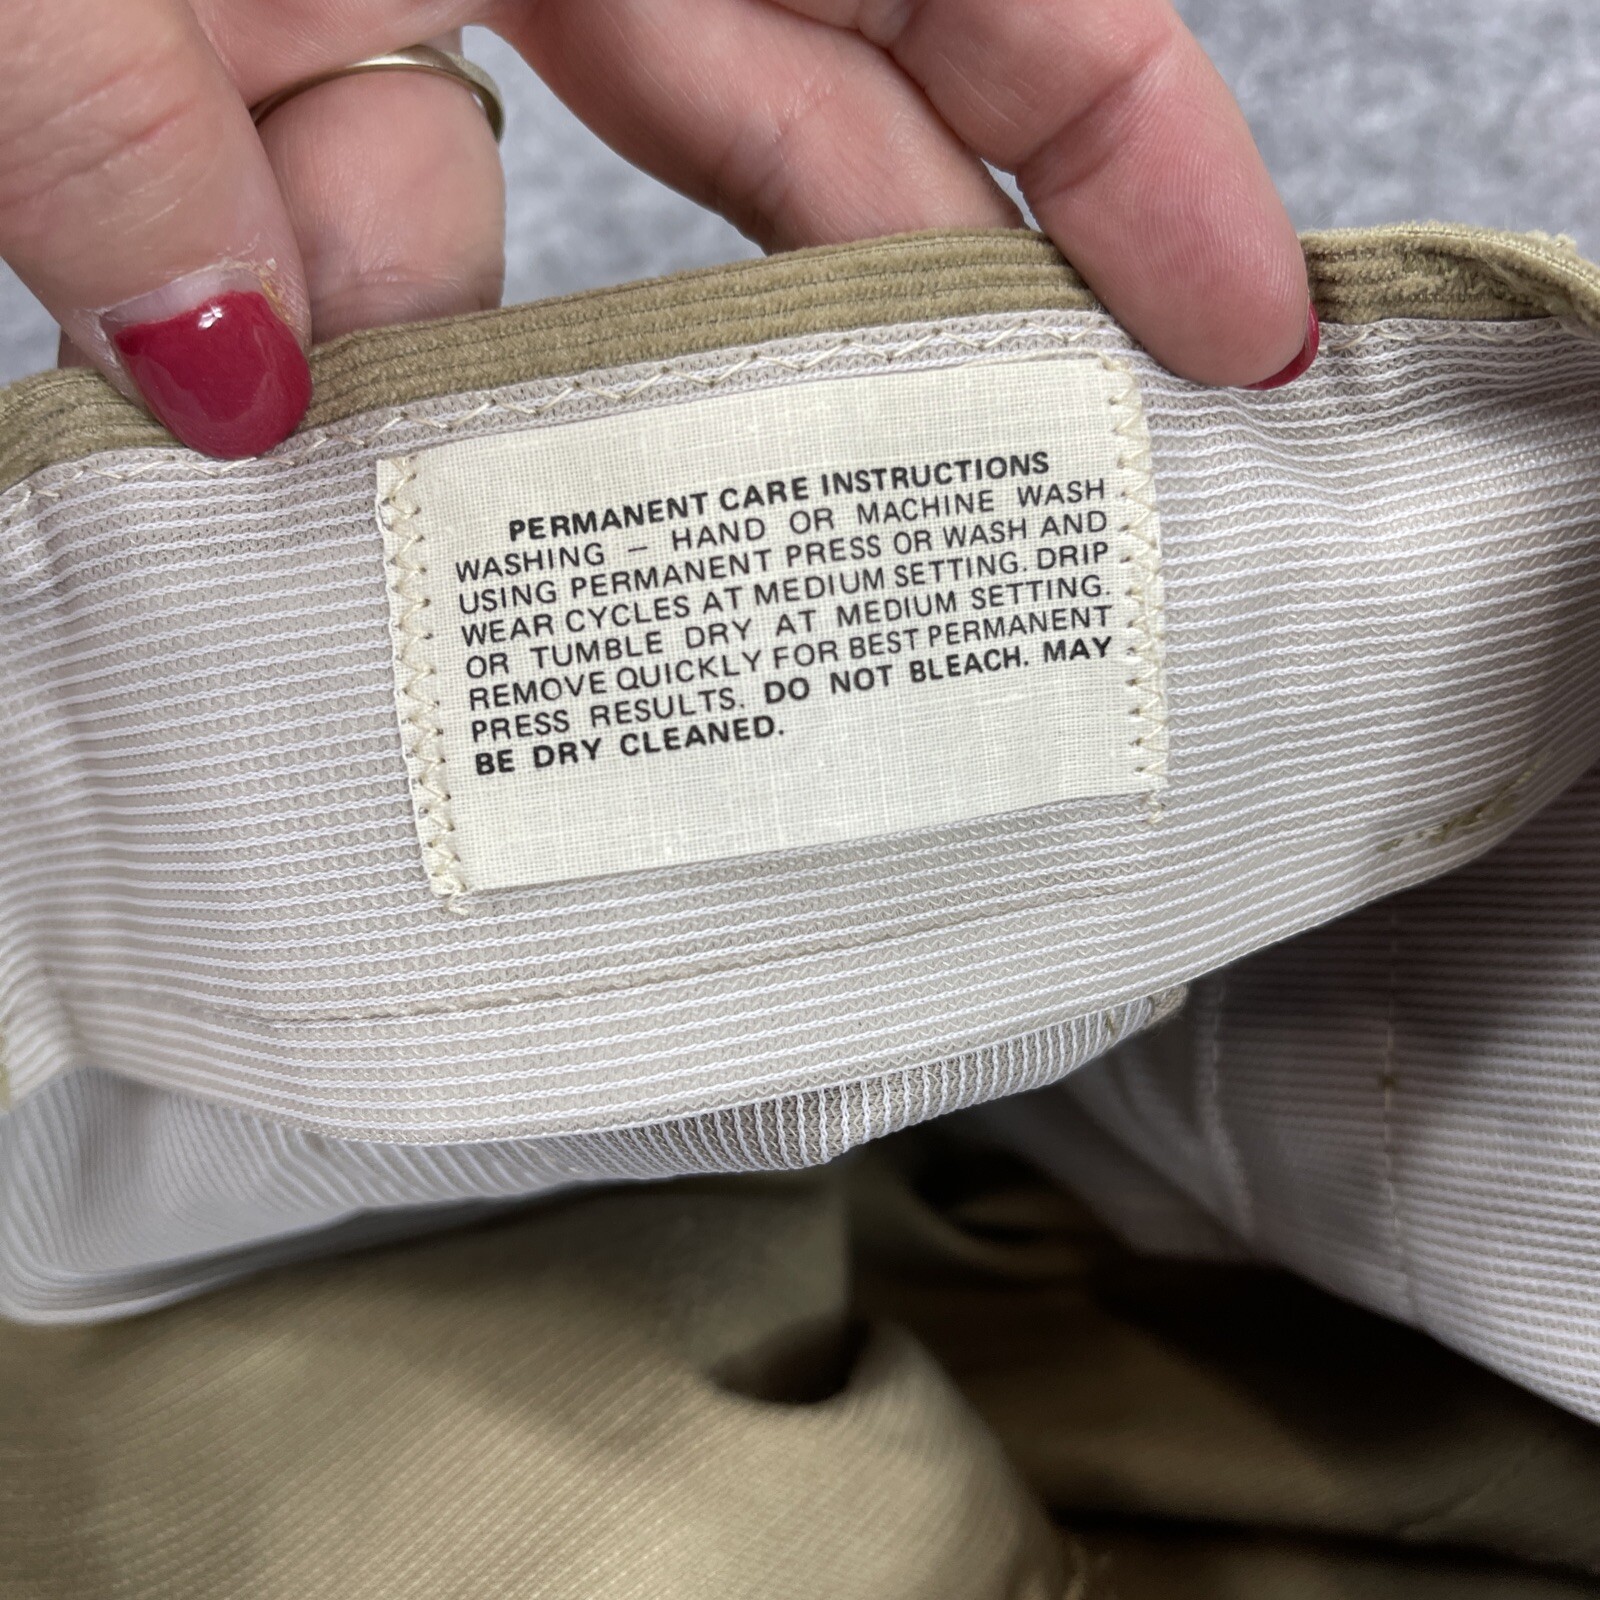 PERMANENT CARE INSTRUCTIONS
WASHING – HAND OR MACHINE WASH
USING PERMANENT PRESS OR WASH AND
WEAR CYCLES AT MEDIUM SETTING. DRIP
OR TUMBLE DRY AT MEDIUM SETTING.
REMOVE QUICKLY FOR BEST PERMANENT
PRESS RESULTS. DO NOT BLEACH. MAY
BE DRY CLEANED.